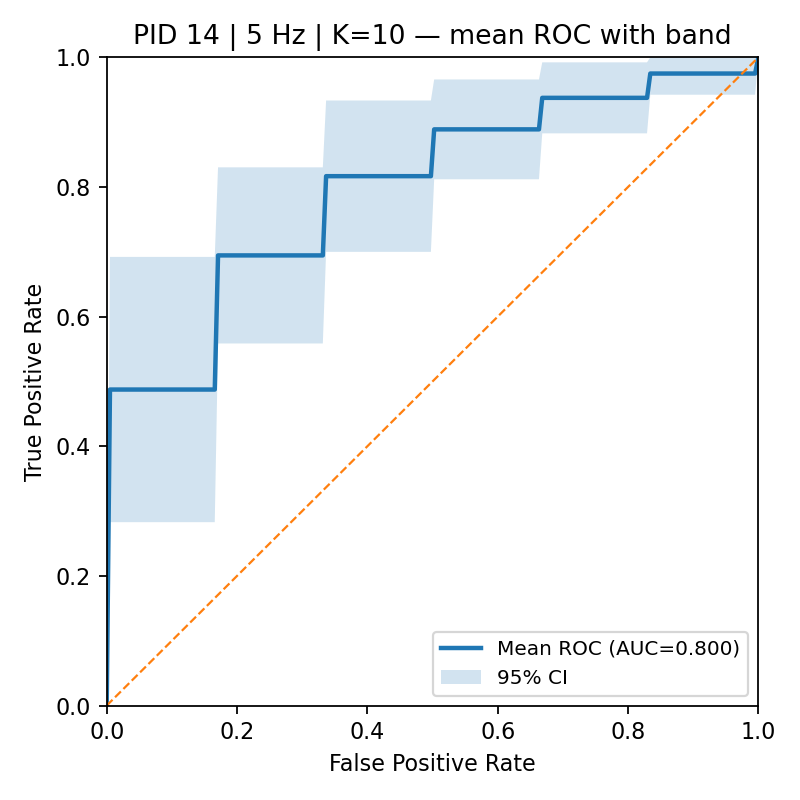 PID 14 | 5 Hz | K=10 — mean ROC with band
True Positive Rate
1.0
0.8
0.6
0.4
0.2
0.0
0.0 0.2 0.4 0.6 0.8 1.0
False Positive Rate
Mean ROC (AUC=0.800)
95% CI